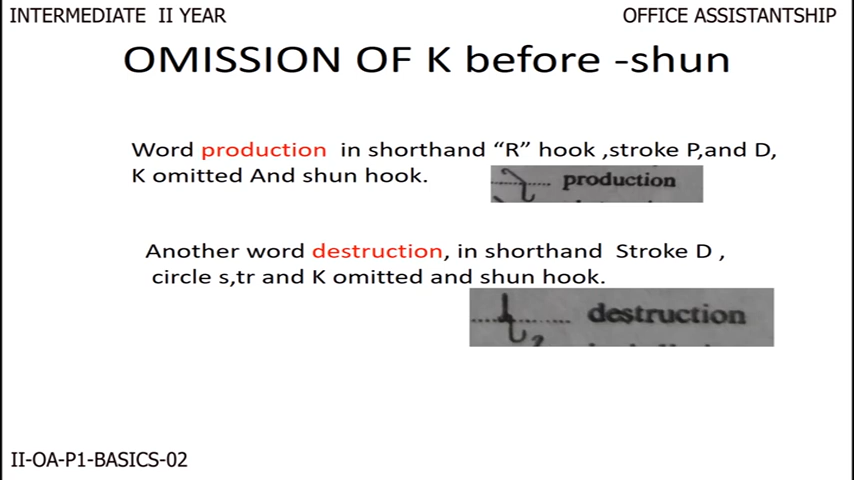 INTERMEDIATE II YEAR
OFFICE ASSISTANTSHIP
OMISSION OF K before -shun
Word production in shorthand “R” hook ,stroke P,and D,
K omitted And shun hook.
production
Another word destruction, in shorthand Stroke D ,
circle s,tr and K omitted and shun hook.
destruction
II-OA-P1-BASICS-02